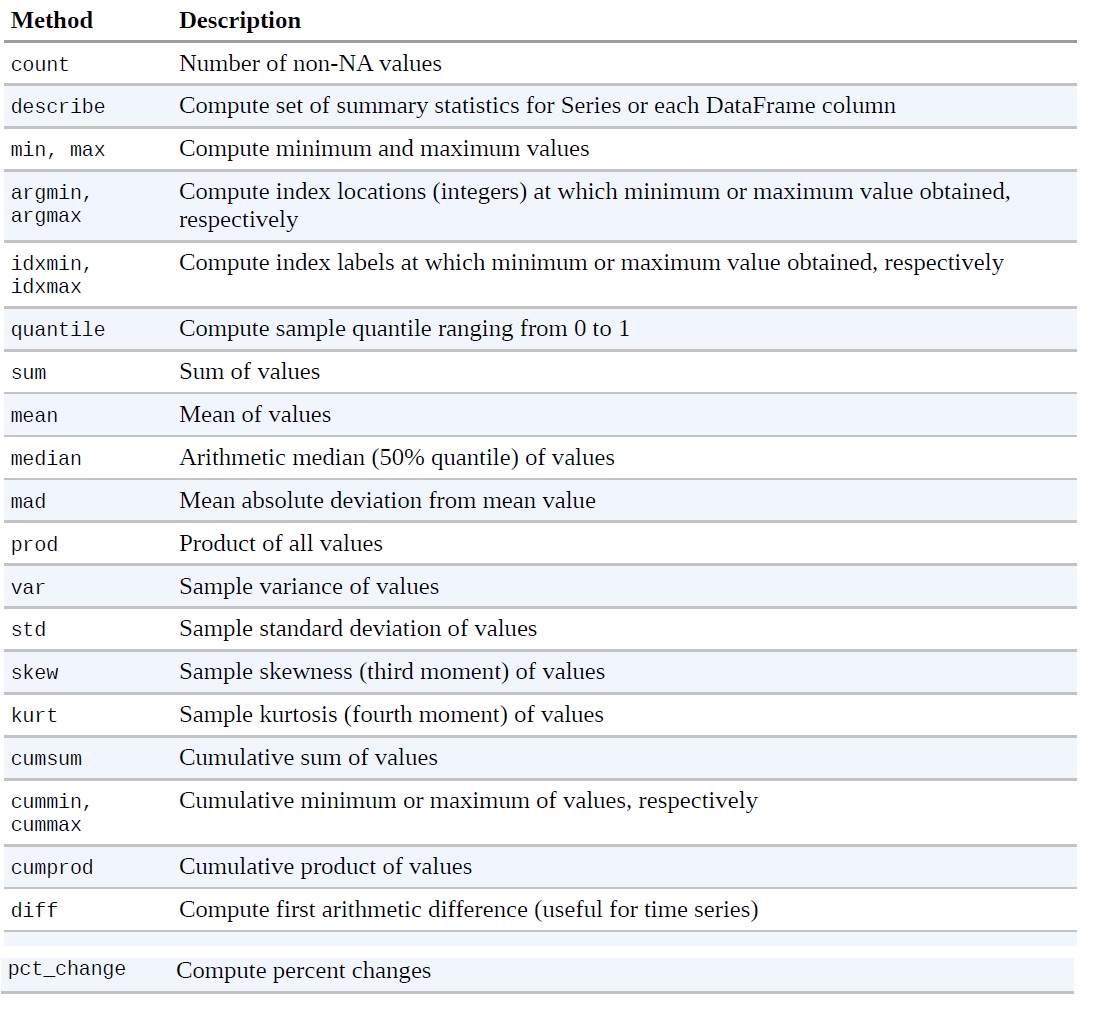 Method Description
count Number of non-NA values
describe Compute set of summary statistics for Series or each DataFrame column
min, max Compute minimum and maximum values
argmin, Compute index locations (integers) at which minimum or maximum value obtained,
argmax respectively
idxmin, Compute index labels at which minimum or maximum value obtained, respectively
idxmax
quantile Compute sample quantile ranging from 0 to 1
sum Sum of values
mean Mean of values
median Arithmetic median (50% quantile) of values
mad Mean absolute deviation from mean value
prod Product of all values
var Sample variance of values
std Sample standard deviation of values
skew Sample skewness (third moment) of values
kurt Sample kurtosis (fourth moment) of values
cumsum Cumulative sum of values
cummin, Cumulative minimum or maximum of values, respectively
cummax
cumprod Cumulative product of values
diff Compute first arithmetic difference (useful for time series)
pct_change Compute percent changes